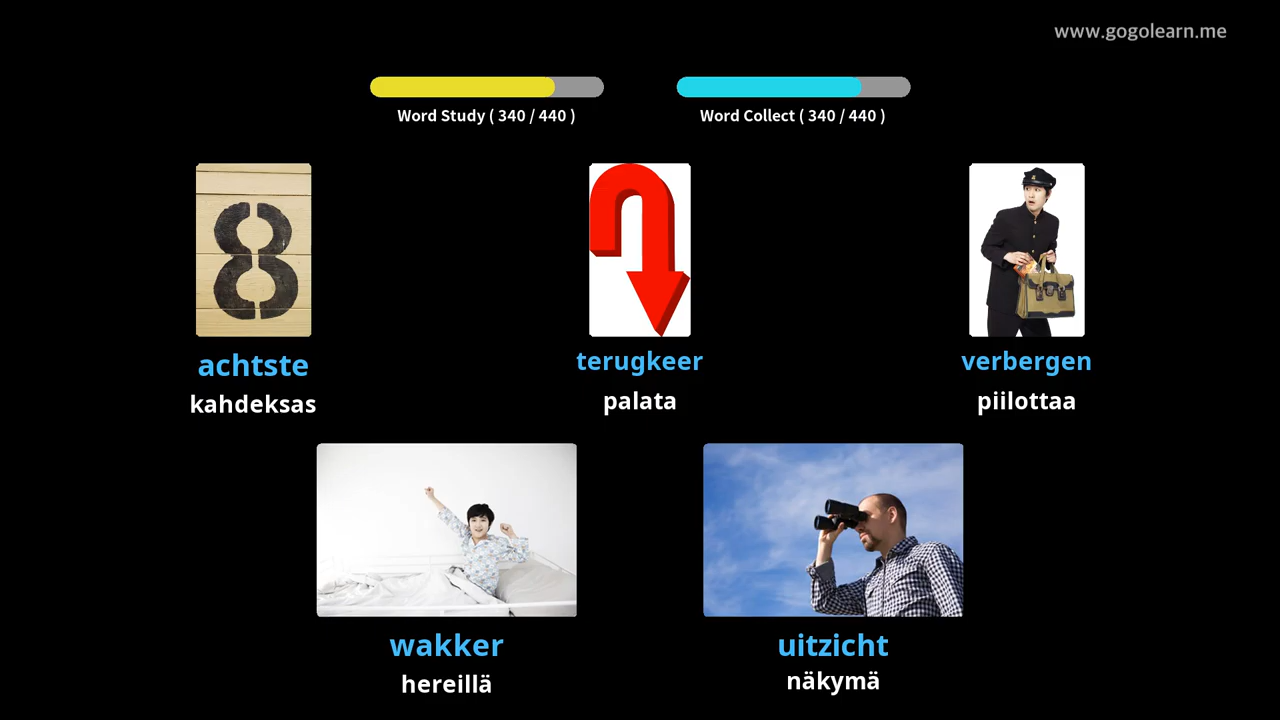 www.gogolearn.me
Word Study ( 340 / 440 )
Word Collect ( 340 / 440 )
8
achtste
kahdeksas
terugkeer
palata
verbergen
piilottaa
wakker
hereillä
uitzicht
näkymä